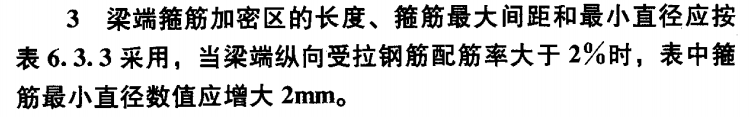 3 梁端箍筋加密区的长度、箍筋最大间距和最小直径应按
表 6.3.3 采用，当梁端纵向受拉钢筋配筋率大于 2%时，表中箍
筋最小直径数值应增大 2mm。